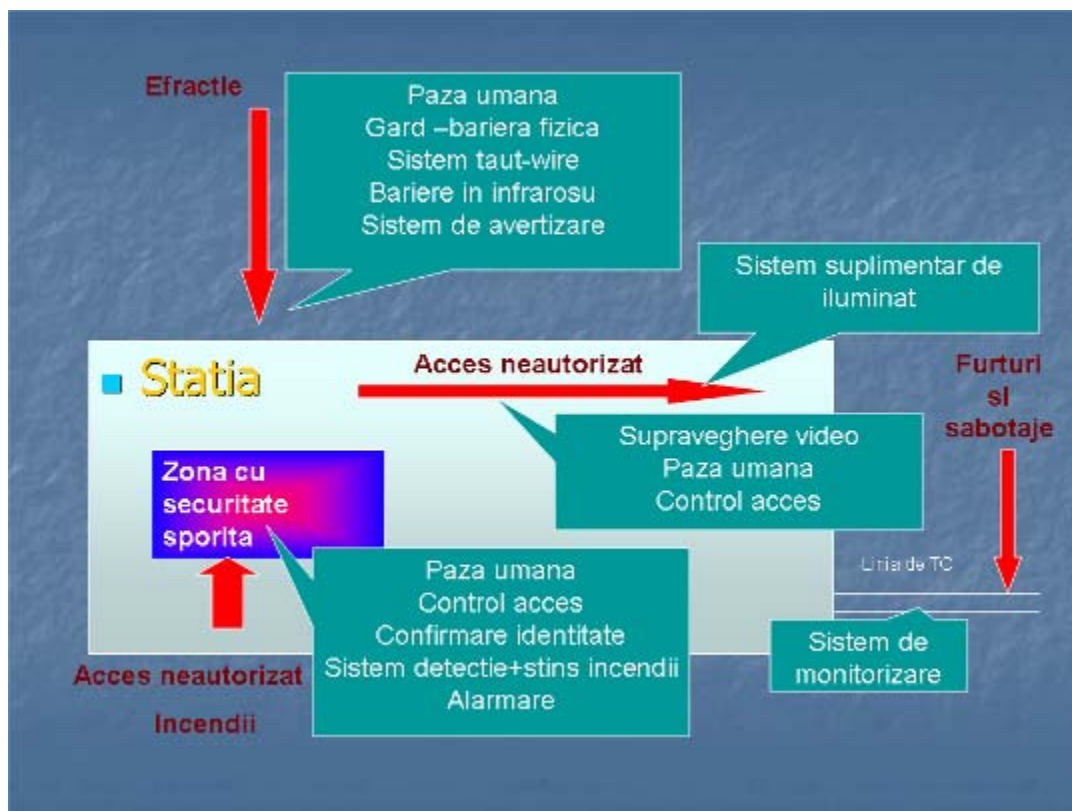 Efractie
Paza umana
Gard –bariera fizica
Sistem taut-wire
Bariere in infrarosu
Sistem de avertizare
Sistem suplimentar de
iluminat
Statia
Acces neautorizat
Furturi
sI
sabotaje
Supraveghere video
Paza umana
Control acces
Zona cu
securitate
sporita
Paza umana
Control acces
Confirmare identitate
Sistem detectie+stins incendii
Alarmare
Linia de TC
Sistem de
monitorizare
Acces neautorizat
Incendii